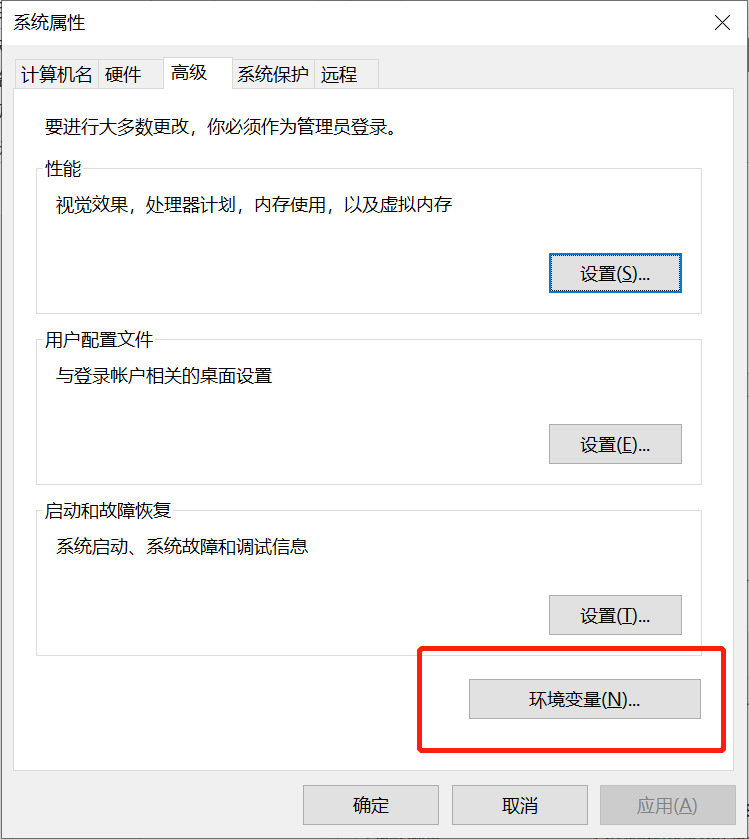 系统属性
计算机名 硬件 高级 系统保护 远程
要进行大多数更改，你必须作为管理员登录。
性能
视觉效果，处理器计划，内存使用，以及虚拟内存
设置(S)...
用户配置文件
与登录帐户相关的桌面设置
设置(E)...
启动和故障恢复
系统启动、系统故障和调试信息
设置(T)...
环境变量(N)...
确定 取消 应用(A)